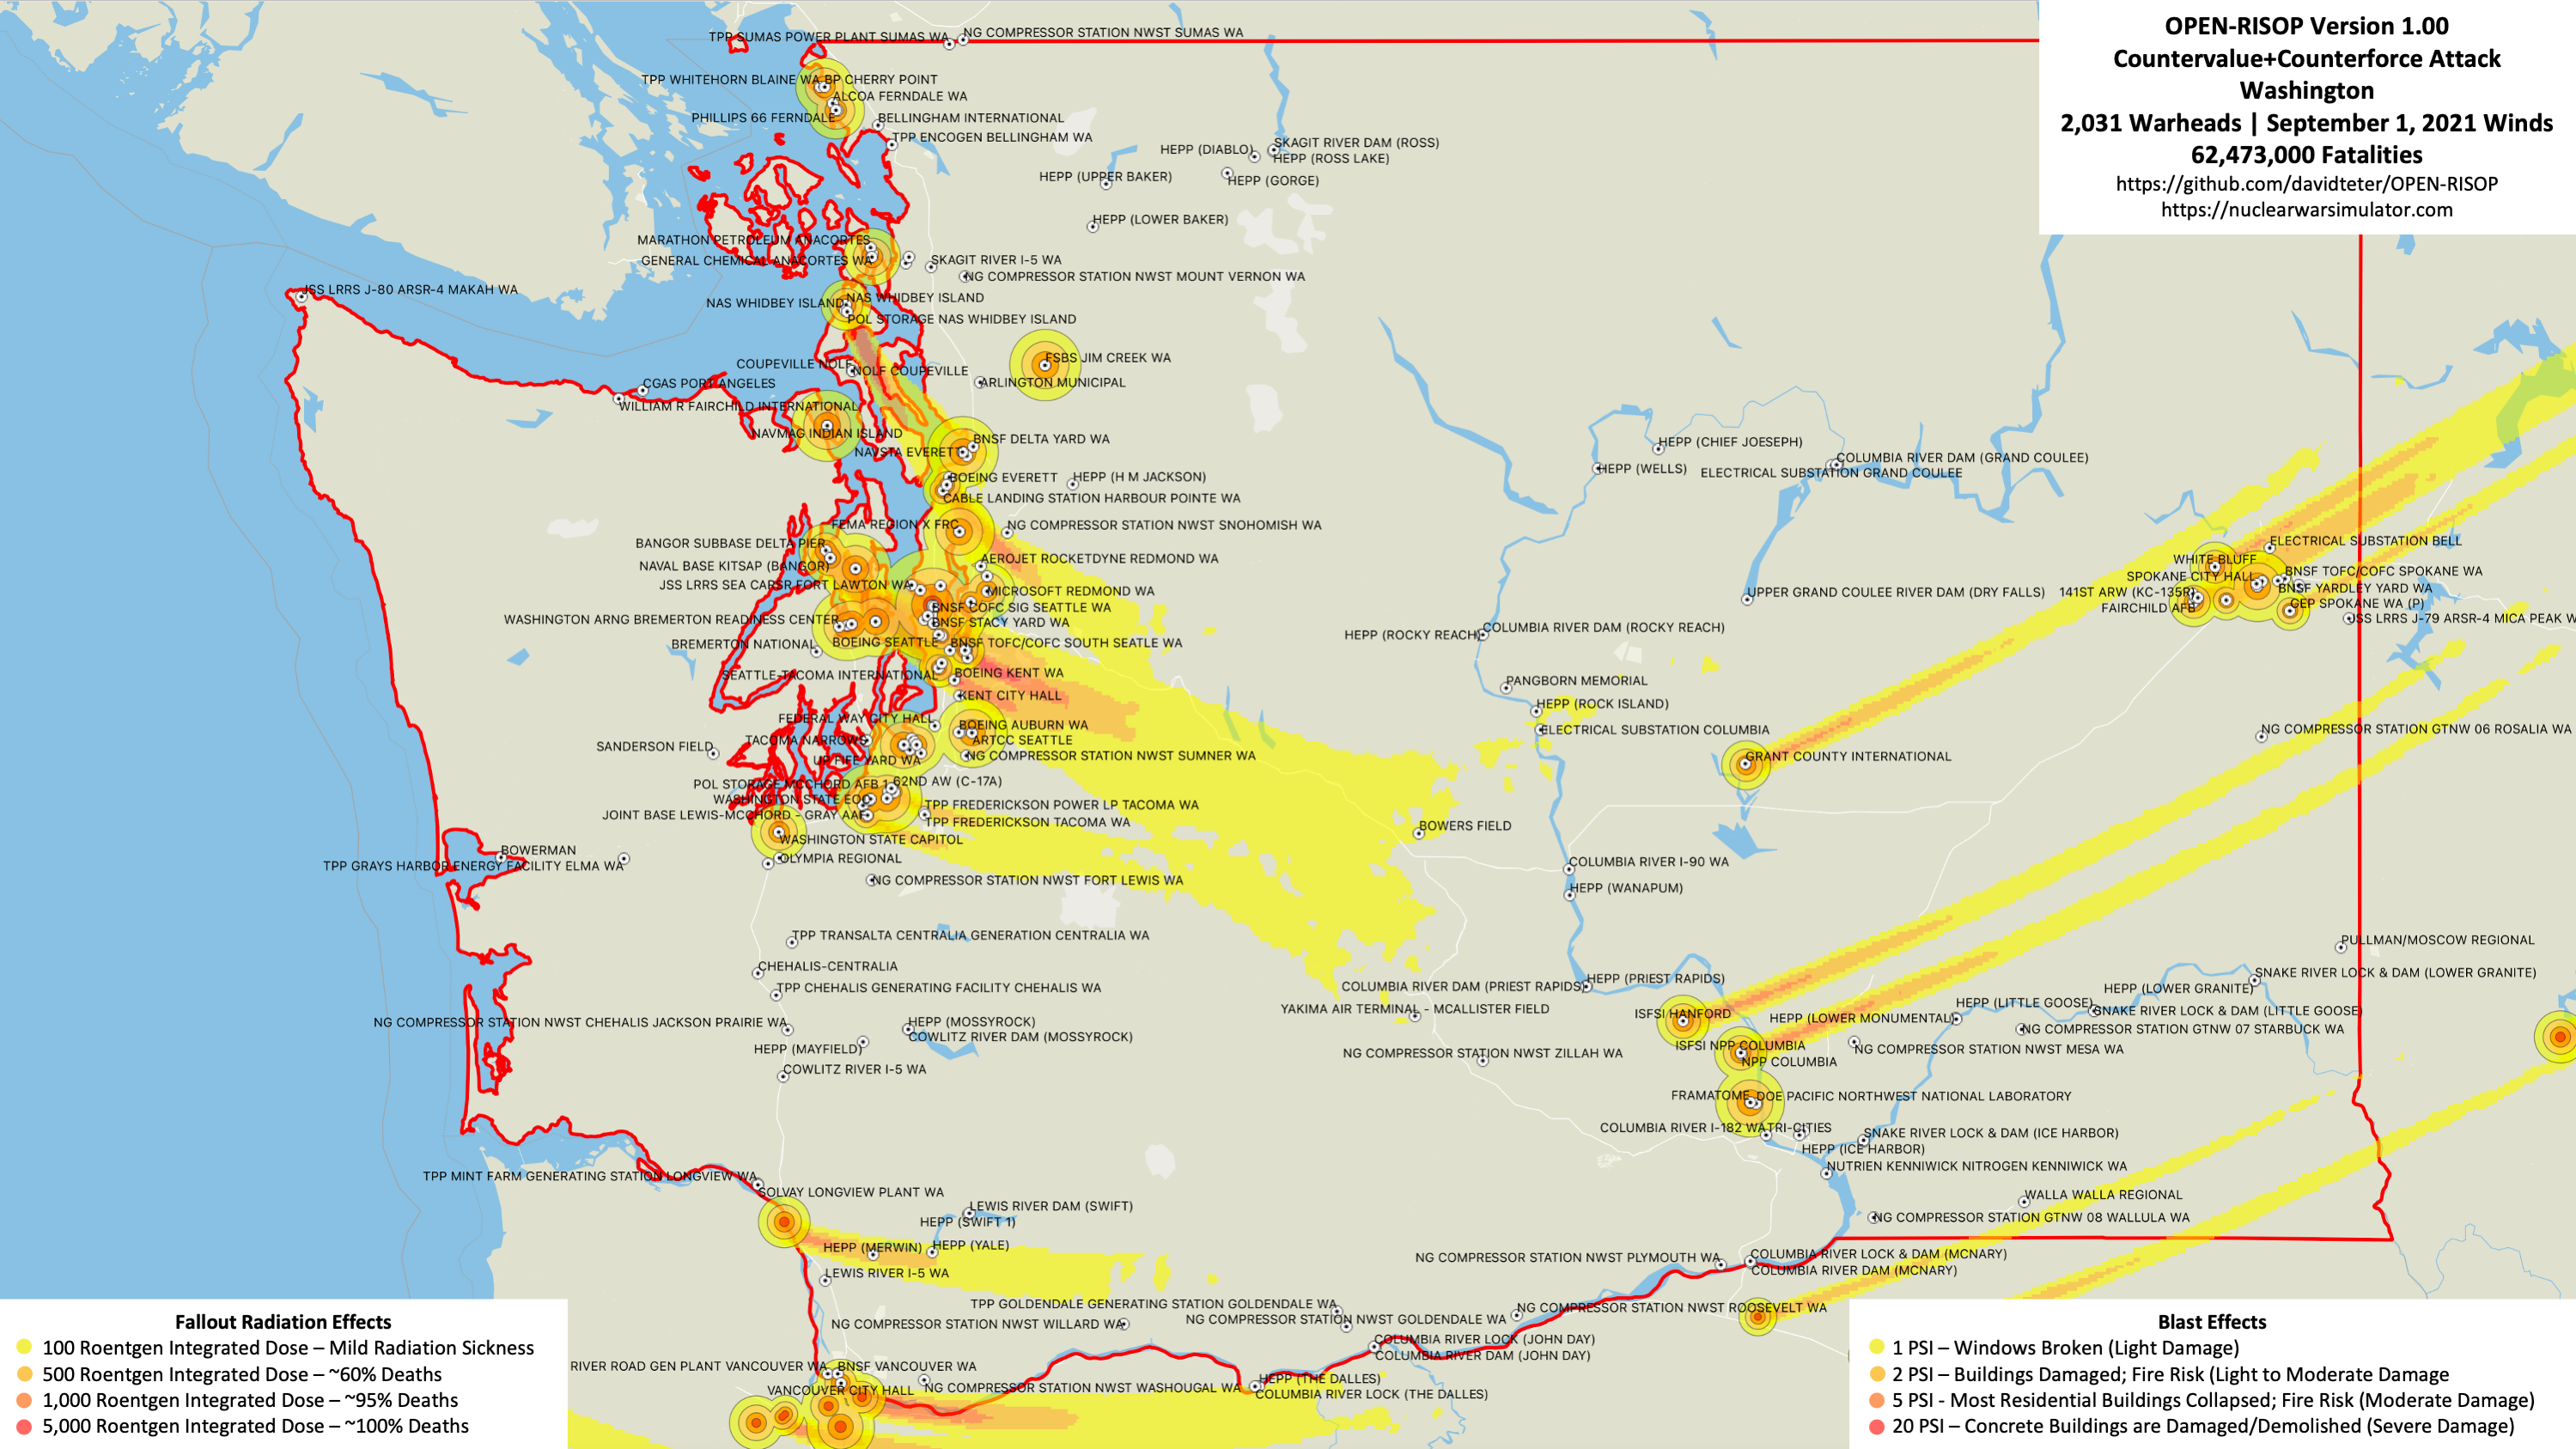 OPEN-RISOP Version 1.00
Countervalue+Counterforce Attack
Washington
2,031 Warheads | September 1, 2021 Winds
62,473,000 Fatalities
https://github.com/davidteter/OPEN-RISOP
https://nuclearwarsimulator.com
TPP SUMAS POWER PLANT SUMAS WA
NG COMPRESSOR STATION NWST SUMAS WA
TPP WHITEHORN BLAINE WA
BP CHERRY POINT
ALCOA FERNDALE WA
PHILLIPS 66 FERNDALE
BELLINGHAM INTERNATIONAL
TPP ENCOGEN BELLINGHAM WA
HEPP (DIABLO)
SKAGIT RIVER DAM (ROSS)
HEPP (ROSS LAKE)
HEPP (UPPER BAKER)
HEPP (GORGE)
HEPP (LOWER BAKER)
MARATHON PETROLEUM ANACORTES
GENERAL CHEMICAL ANACORTES WA
SKAGIT RIVER I-5 WA
NG COMPRESSOR STATION NWST MOUNT VERNON WA
JSS LRRS J-80 ARSR-4 MAKAH WA
NAS WHIDBEY ISLAND
NAS WHIDBEY ISLAND
POL STORAGE NAS WHIDBEY ISLAND
FSBS JIM CREEK WA
COUPEVILLE NOLF
NOLF COUPEVILLE
ARLINGTON MUNICIPAL
CGAS PORT ANGELES
WILLIAM R FAIRCHILD INTERNATIONAL
NAVMAG INDIAN ISLAND
BNSF DELTA YARD WA
NAVSTA EVERETT
HEPP (CHIEF JOESEPH)
HEPP (WELLS)
COLUMBIA RIVER DAM (GRAND COULEE)
ELECTRICAL SUBSTATION GRAND COULEE
BOEING EVERETT
HEPP (H M JACKSON)
CABLE LANDING STATION HARBOUR POINTE WA
FEMA REGION X FRC
NG COMPRESSOR STATION NWST SNOHOMISH WA
BANGOR SUBBASE DELTA PIER
NAVAL BASE KITSAP (BANGOR)
AEROJET ROCKETDYNE REDMOND WA
JSS LRRS SEA CARSR FORT LAWTON WA
MICROSOFT REDMOND WA
BNSF COFC SIG SEATTLE WA
WASHINGTON ARNG BREMERTON READINESS CENTER
BNSF STACY YARD WA
BREMERTON NATIONAL
BOEING SEATTLE
BNSF TOFC/COFC SOUTH SEATLE WA
SEATTLE-TACOMA INTERNATIONAL
BOEING KENT WA
KENT CITY HALL
ELECTRICAL SUBSTATION BELL
WHITE BLUFF
SPOKANE CITY HALL
BNSF TOFC/COFC SPOKANE WA
141ST ARW (KC-135R)
BNSF YARDLEY YARD WA
FAIRCHILD AFB
GEP SPOKANE WA (P)
JSS LRRS J-79 ARSR-4 MICA PEAK W
UPPER GRAND COULEE RIVER DAM (DRY FALLS)
HEPP (ROCKY REACH)
COLUMBIA RIVER DAM (ROCKY REACH)
PANGBORN MEMORIAL
HEPP (ROCK ISLAND)
ELECTRICAL SUBSTATION COLUMBIA
NG COMPRESSOR STATION GTNW 06 ROSALIA WA
GRANT COUNTY INTERNATIONAL
FEDERAL WAY CITY HALL
BOEING AUBURN WA
TACOMA NARROWS
ARTCC SEATTLE
SANDERSON FIELD
UP FIFE YARD WA
NG COMPRESSOR STATION NWST SUMNER WA
POL STORAGE MCCHORD AFB 1
62ND AW (C-17A)
WASHINGTON STATE EOC
JOINT BASE LEWIS-MCCHORD - GRAY AAF
TPP FREDERICKSON POWER LP TACOMA WA
TPP FREDERICKSON TACOMA WA
WASHINGTON STATE CAPITOL
OLYMPIA REGIONAL
BOWERS FIELD
BOWERMAN
TPP GRAYS HARBOR ENERGY FACILITY ELMA WA
NG COMPRESSOR STATION NWST FORT LEWIS WA
COLUMBIA RIVER I-90 WA
HEPP (WANAPUM)
TPP TRANSALTA CENTRALIA GENERATION CENTRALIA WA
CHEHALIS-CENTRALIA
TPP CHEHALIS GENERATING FACILITY CHEHALIS WA
NG COMPRESSOR STATION NWST CHEHALIS JACKSON PRAIRIE WA
HEPP (MOSSYROCK)
COWLITZ RIVER DAM (MOSSYROCK)
HEPP (MAYFIELD)
COWLITZ RIVER I-5 WA
PULLMAN/MOSCOW REGIONAL
SNAKE RIVER LOCK & DAM (LOWER GRANITE)
HEPP (LOWER GRANITE)
HEPP (PRIEST RAPIDS)
COLUMBIA RIVER DAM (PRIEST RAPIDS)
YAKIMA AIR TERMINAL - MCALLISTER FIELD
ISFSI HANFORD
HEPP (LITTLE GOOSE)
SNAKE RIVER LOCK & DAM (LITTLE GOOSE)
HEPP (LOWER MONUMENTAL)
NG COMPRESSOR STATION GTNW 07 STARBUCK WA
NG COMPRESSOR STATION NWST ZILLAH WA
ISFSI NPP COLUMBIA
NPP COLUMBIA
NG COMPRESSOR STATION NWST MESA WA
FRAMATOME
DOE PACIFIC NORTHWEST NATIONAL LABORATORY
COLUMBIA RIVER I-182 WA
TRI-CITIES
SNAKE RIVER LOCK & DAM (ICE HARBOR)
HEPP (ICE HARBOR)
NUTRIEN KENNIWICK NITROGEN KENNIWICK WA
WALLA WALLA REGIONAL
NG COMPRESSOR STATION GTNW 08 WALLULA WA
TPP MINT FARM GENERATING STATION LONGVIEW WA
SOLVAY LONGVIEW PLANT WA
LEWIS RIVER DAM (SWIFT)
HEPP (SWIFT 1)
HEPP (MERWIN)
HEPP (YALE)
LEWIS RIVER I-5 WA
NG COMPRESSOR STATION NWST PLYMOUTH WA
COLUMBIA RIVER LOCK & DAM (MCNARY)
COLUMBIA RIVER DAM (MCNARY)
TPP GOLDENDALE GENERATING STATION GOLDENDALE WA
NG COMPRESSOR STATION NWST ROOSEVELT WA
NG COMPRESSOR STATION NWST WILLARD WA
NG COMPRESSOR STATION NWST GOLDENDALE WA
COLUMBIA RIVER LOCK (JOHN DAY)
COLUMBIA RIVER DAM (JOHN DAY)
RIVER ROAD GEN PLANT VANCOUVER WA
BNSF VANCOUVER WA
VANCOUVER CITY HALL
NG COMPRESSOR STATION NWST WASHOUGAL WA
HEPP (THE DALLES)
COLUMBIA RIVER LOCK (THE DALLES)
Fallout Radiation Effects
100 Roentgen Integrated Dose – Mild Radiation Sickness
500 Roentgen Integrated Dose – ~60% Deaths
1,000 Roentgen Integrated Dose – ~95% Deaths
5,000 Roentgen Integrated Dose – ~100% Deaths
Blast Effects
1 PSI – Windows Broken (Light Damage)
2 PSI – Buildings Damaged; Fire Risk (Light to Moderate Damage
5 PSI - Most Residential Buildings Collapsed; Fire Risk (Moderate Damage)
20 PSI – Concrete Buildings are Damaged/Demolished (Severe Damage)